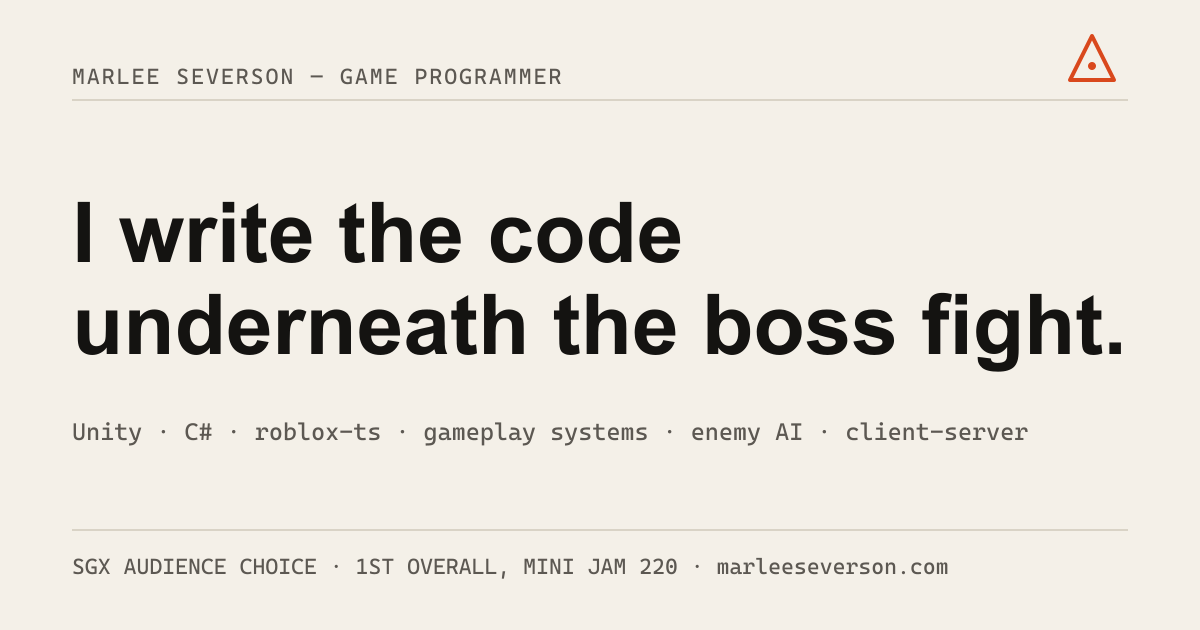 MARLEE SEVERSON — GAME PROGRAMMER
I write the code
underneath the boss fight.
Unity · C# · roblox-ts · gameplay systems · enemy AI · client-server
SGX AUDIENCE CHOICE · 1ST OVERALL, MINI JAM 220 · marleeseverson.com